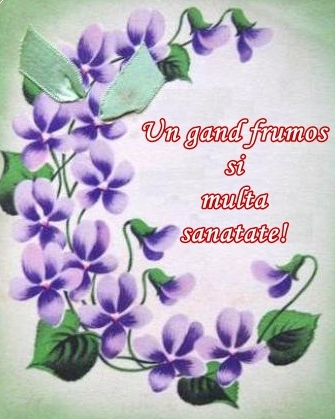 Un gand frumos
si
multa
sanatate!